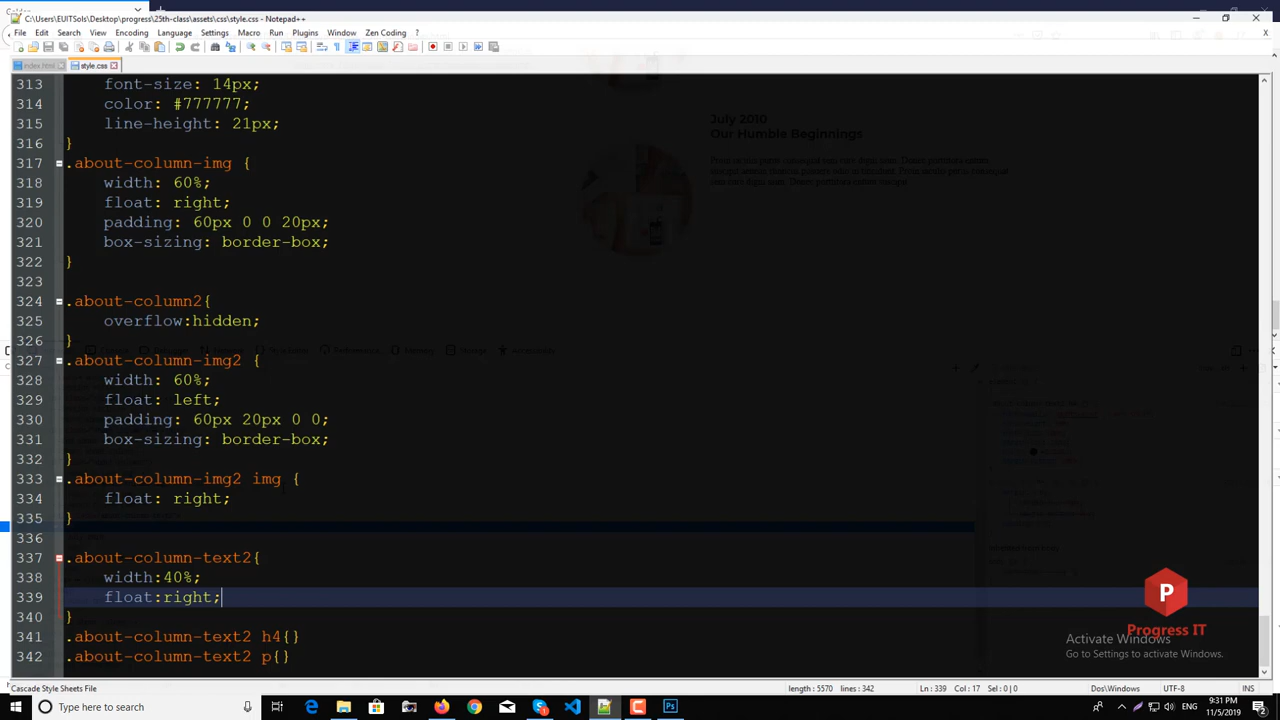 C:\Users\EUITSols\Desktop\progress\25th-class\assets\css\style.css - Notepad++
File Edit Search View Encoding Language Settings Macro Run Plugins Window Zen Coding ?
index.html style.css
313 font-size: 14px;
314 color: #777777;
315 line-height: 21px;
316 }
317 .about-column-img {
318 width: 60%;
319 float: right;
320 padding: 60px 0 0 20px;
321 box-sizing: border-box;
322 }
323
324 .about-column2{
325 overflow:hidden;
326 }
327 .about-column-img2 {
328 width: 60%;
329 float: left;
330 padding: 60px 20px 0 0;
331 box-sizing: border-box;
332 }
333 .about-column-img2 img {
334 float: right;
335 }
336
337 .about-column-text2{
338 width:40%;
339 float:right;
340 }
341 .about-column-text2 h4{}
342 .about-column-text2 p{}
July 2010
Our Humble Beginnings
Progress IT
Activate Windows
Go to Settings to activate Windows.
Cascade Style Sheets File length : 5570 lines : 342 Ln : 339 Col : 17 Sel : 0 | 0 Dos\Windows UTF-8 INS
Type here to search
ENG
9:31 PM
11/5/2019